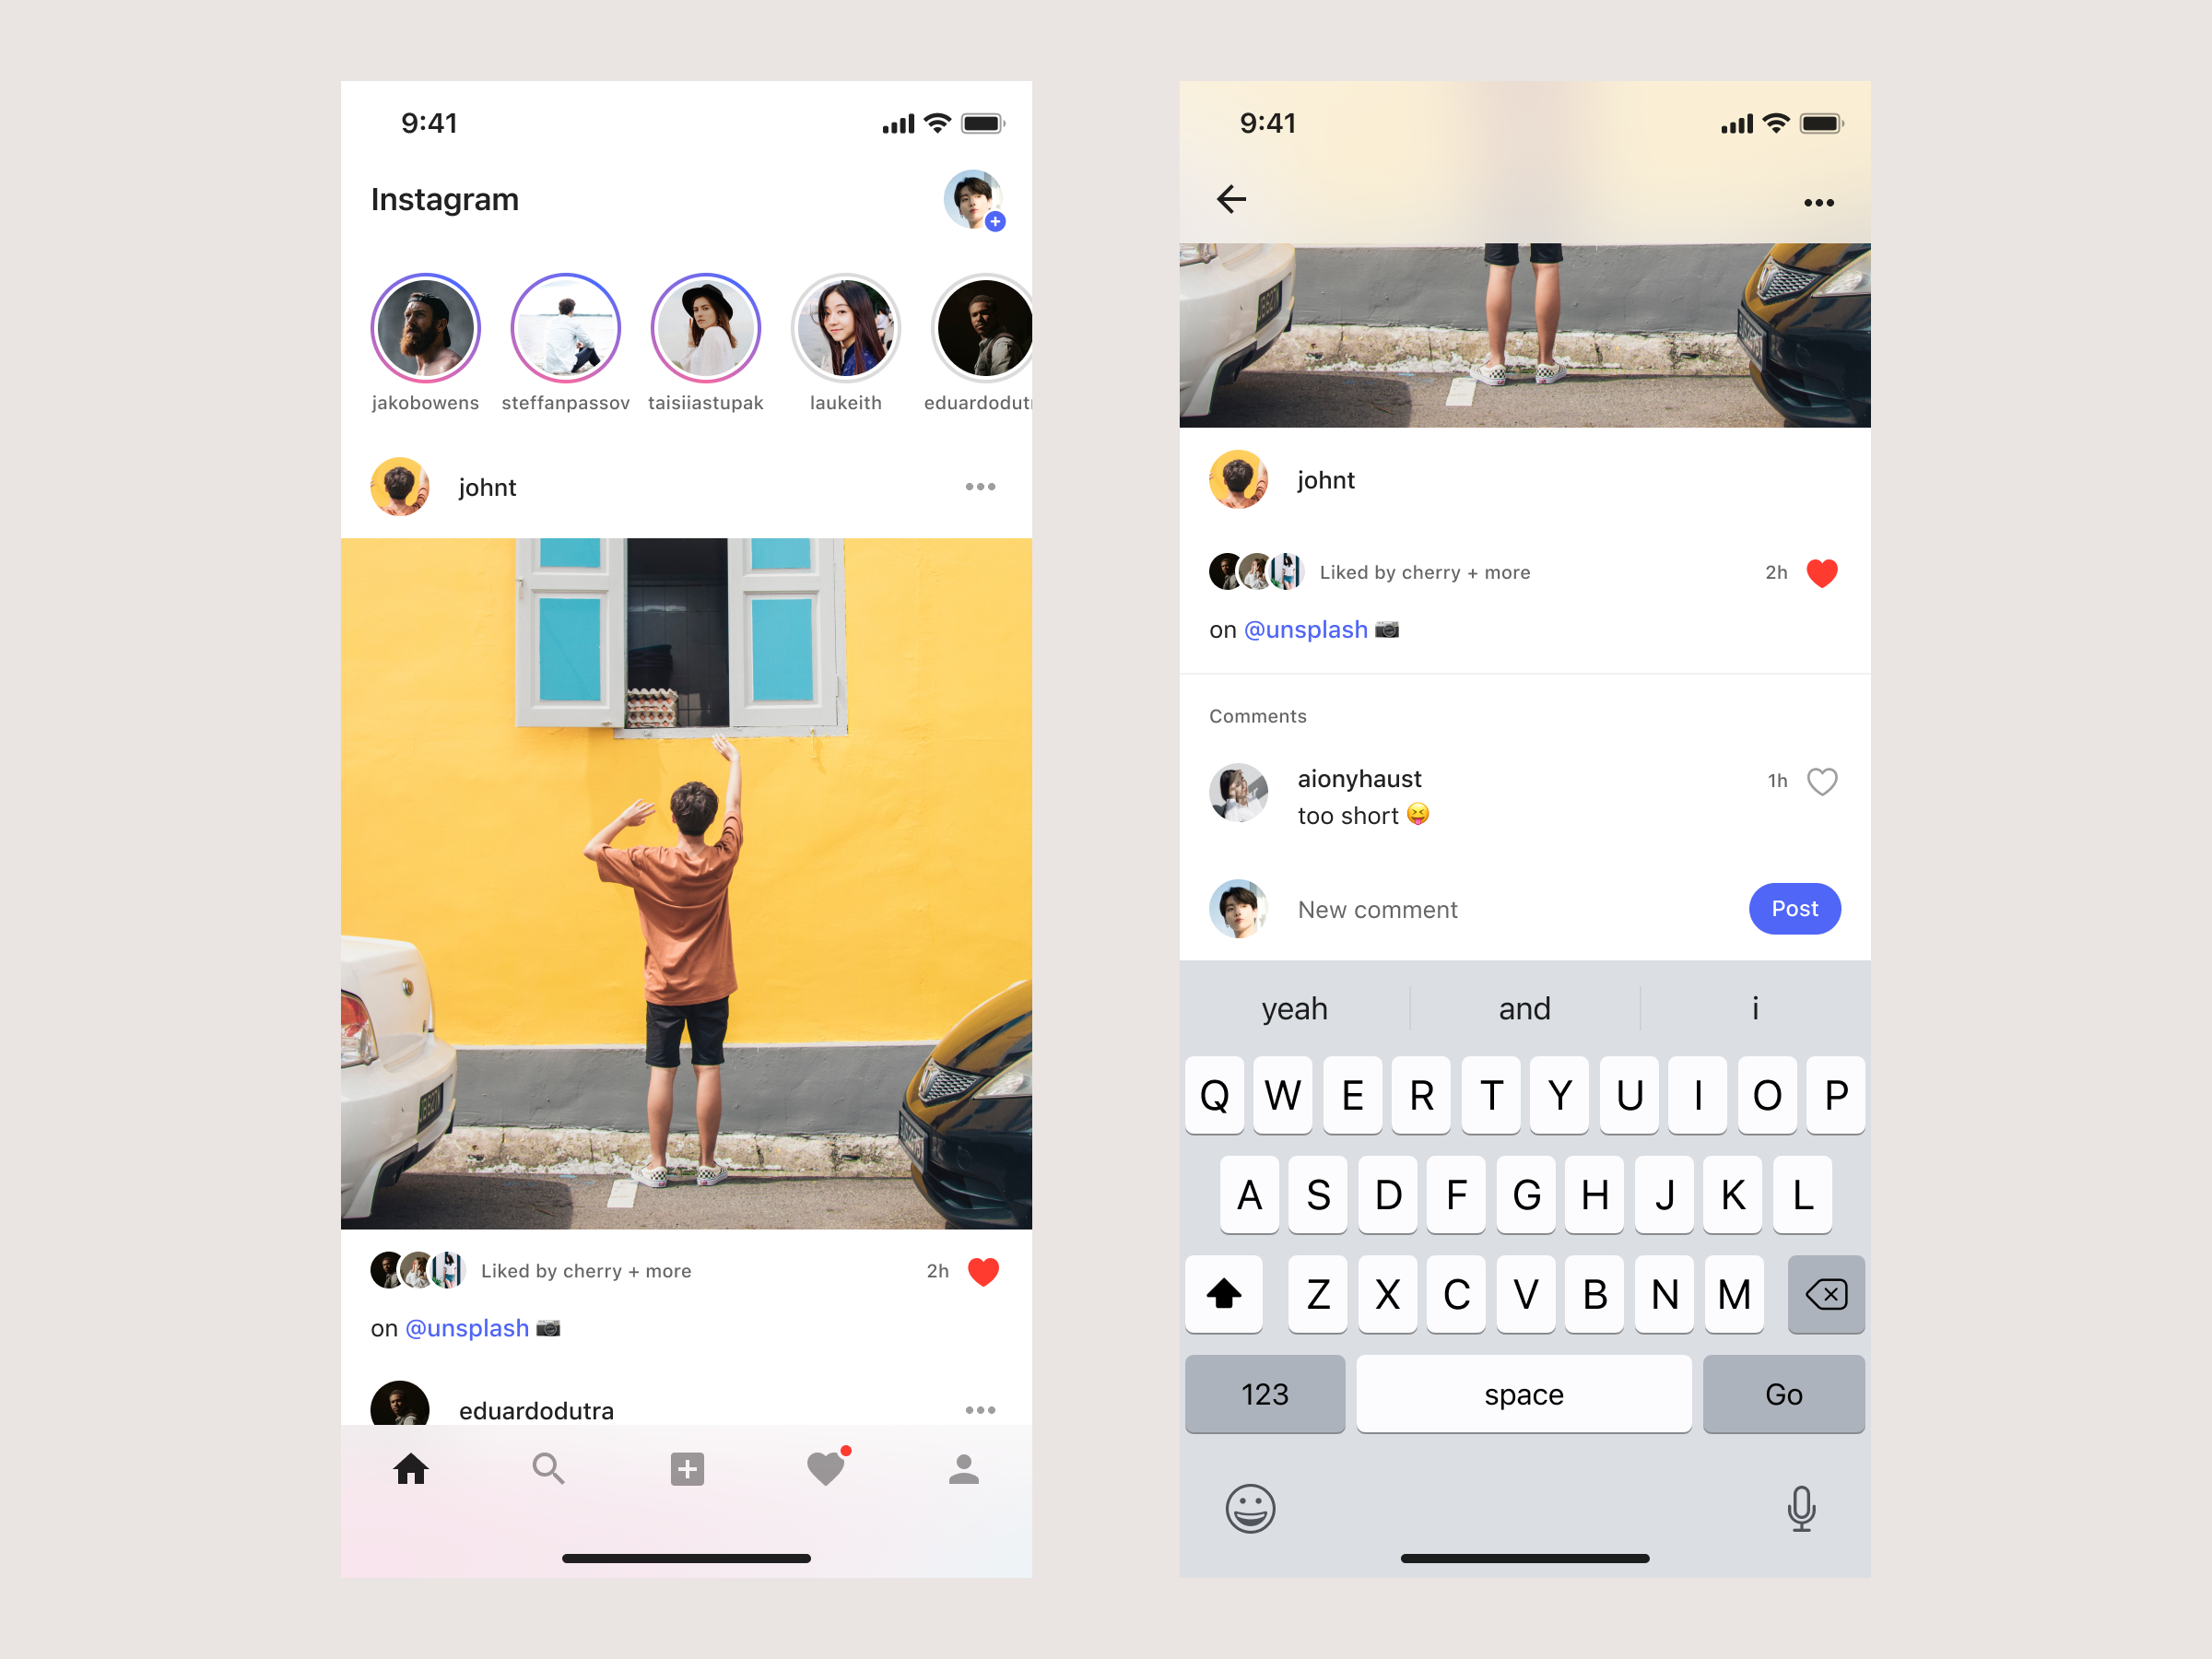 9:41
Instagram
jakobowens steffanpassov taisiiastupak laukeith eduardodut
johnt
Liked by cherry + more 2h
on @unsplash 📷
eduardodutra
9:41
johnt
Liked by cherry + more 2h
on @unsplash 📷
Comments
aionyhaust 1h
too short 😝
New comment Post
yeah and i
Q W E R T Y U I O P
A S D F G H J K L
Z X C V B N M
123 space Go